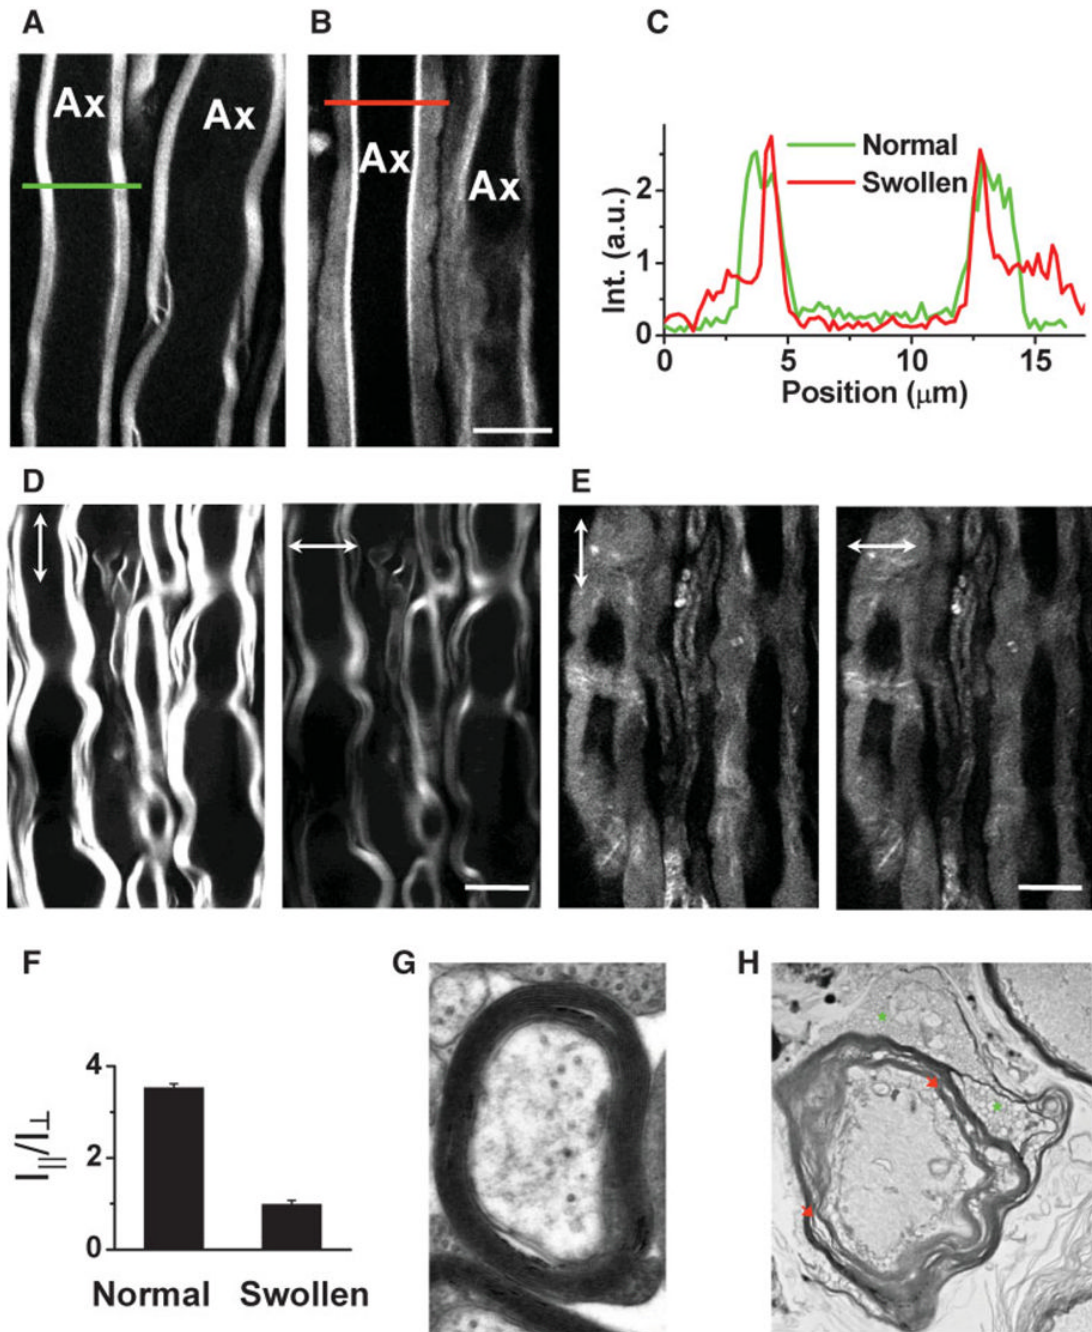 A
B
C
Ax
Ax
Ax
Ax
Normal
Swollen
Int. (a.u.)
2
1
0
0
5
10
15
Position (μm)
D
E
F
G
H
I||/I⊥
4
2
0
Normal
Swollen